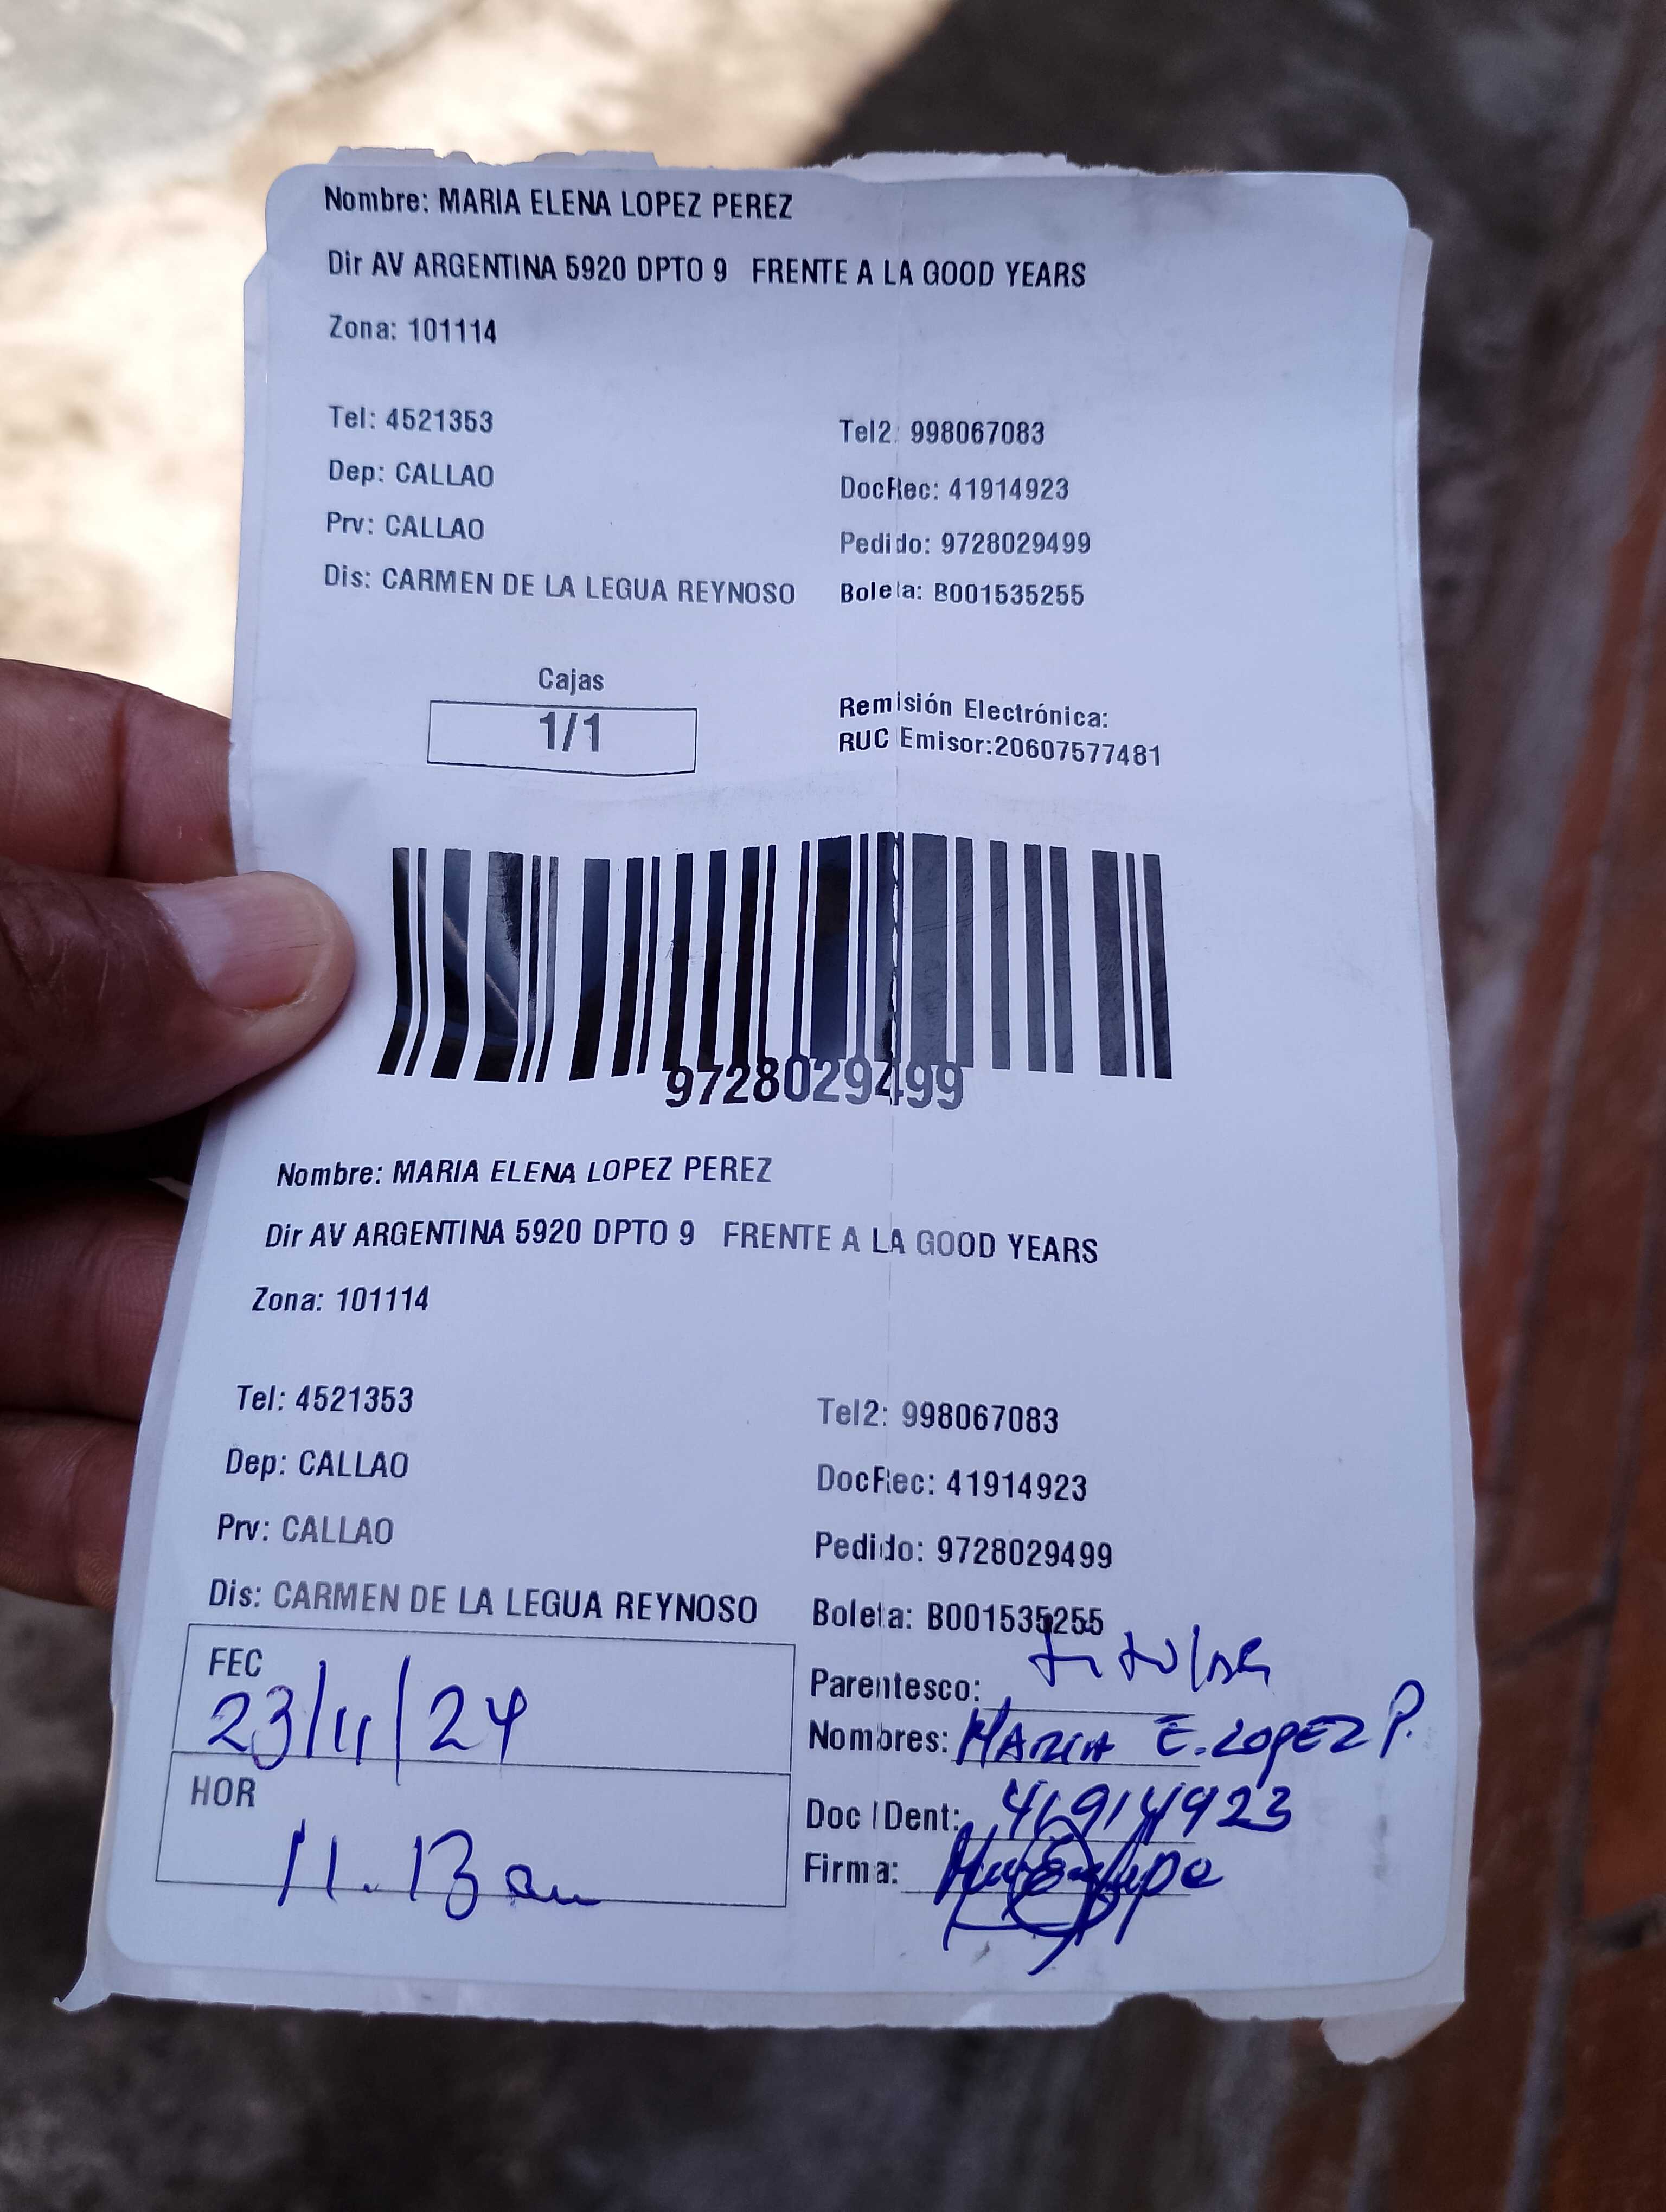 Nombre: MARIA ELENA LOPEZ PEREZ
Dir AV ARGENTINA 5920 DPTO 9 FRENTE A LA GOOD YEARS
Zona: 101114
Tel: 4521353
Tel2: 998067083
Dep: CALLAO
DocRec: 41914923
Prv: CALLAO
Pedido: 9728029499
Dis: CARMEN DE LA LEGUA REYNOSO
Boleta: B001535255
Cajas
1/1
Remisión Electrónica:
RUC Emisor:20607577481
9728029499
Nombre: MARIA ELENA LOPEZ PEREZ
Dir AV ARGENTINA 5920 DPTO 9 FRENTE A LA GOOD YEARS
Zona: 101114
Tel: 4521353
Tel2: 998067083
Dep: CALLAO
DocRec: 41914923
Prv: CALLAO
Pedido: 9728029499
Dis: CARMEN DE LA LEGUA REYNOSO
Boleta: B001535255
FEC
23/11/24
HOR
11.13 am
Parentesco: titular
Nombres: MARIA E. LOPEZ P.
Doc IDent: 41914923
Firma: